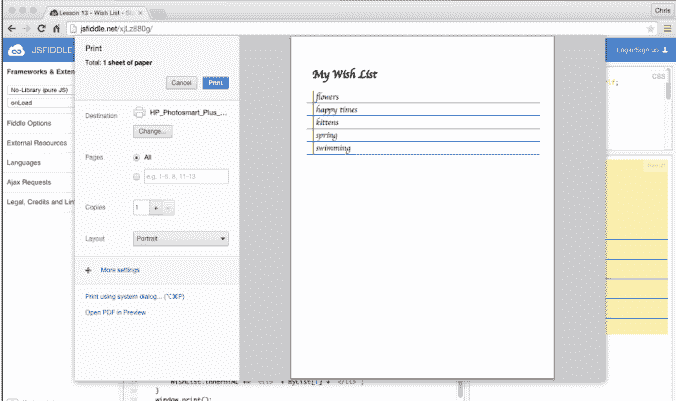 Lesson 13 - Wish List - 
Chris
jsfiddle.net/xjLz880g/
JSFIDDLE
Frameworks & Exten
No-Library (pure JS)
onLoad
Fiddle Options
External Resources
Languages
Ajax Requests
Legal, Credits and Lin
Print
Total: 1 sheet of paper
Cancel
Print
Destination
HP_Photosmart_Plus_...
Change...
Pages
All
e.g. 1-5, 8, 11-13
Copies
1
+
Layout
Portrait
+ More settings
Print using system dialog... (⌥⌘P)
Open PDF in Preview
My Wish List
flowers
happy times
kittens
spring
swimming
CSS
}
window.print();